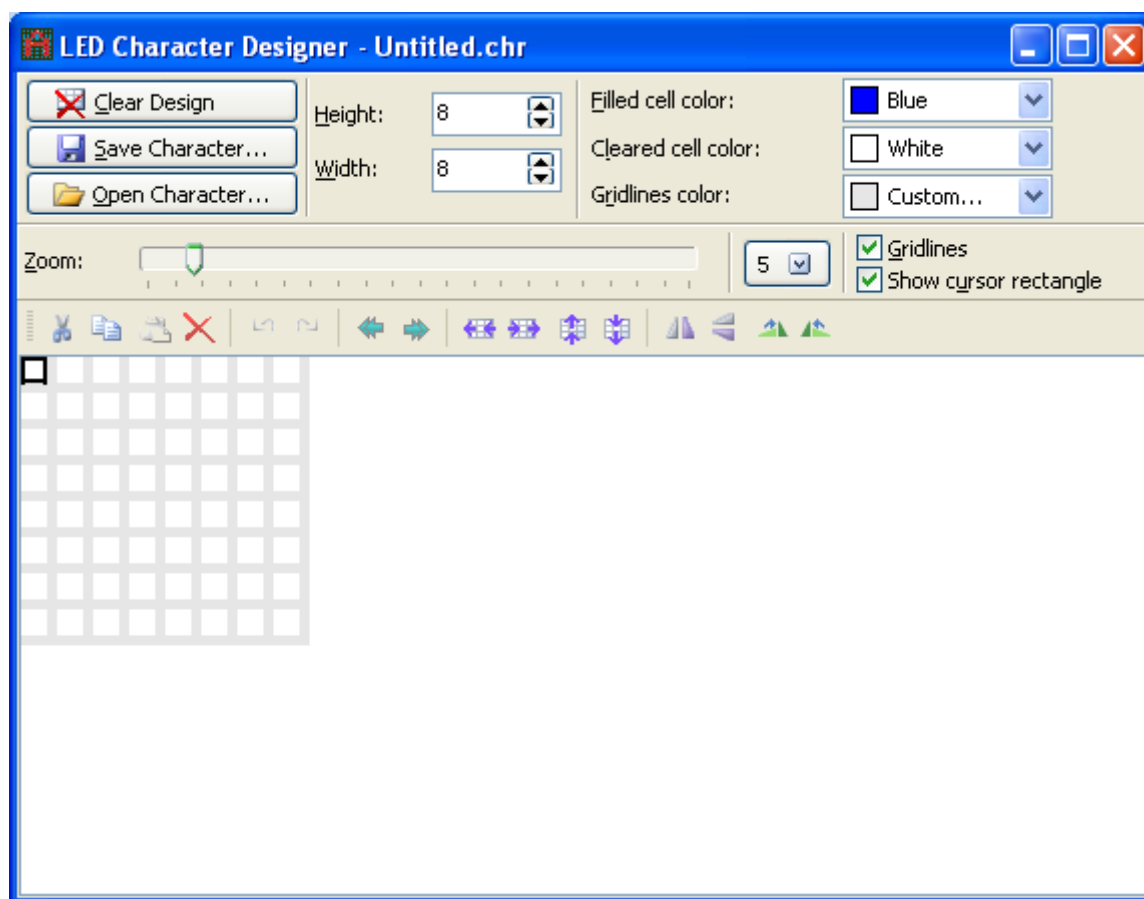 LED Character Designer - Untitled.chr
Clear Design
Save Character...
Open Character...
Height: 8
Width: 8
Filled cell color: Blue
Cleared cell color: White
Gridlines color: Custom...
Zoom:
5
Gridlines
Show cursor rectangle